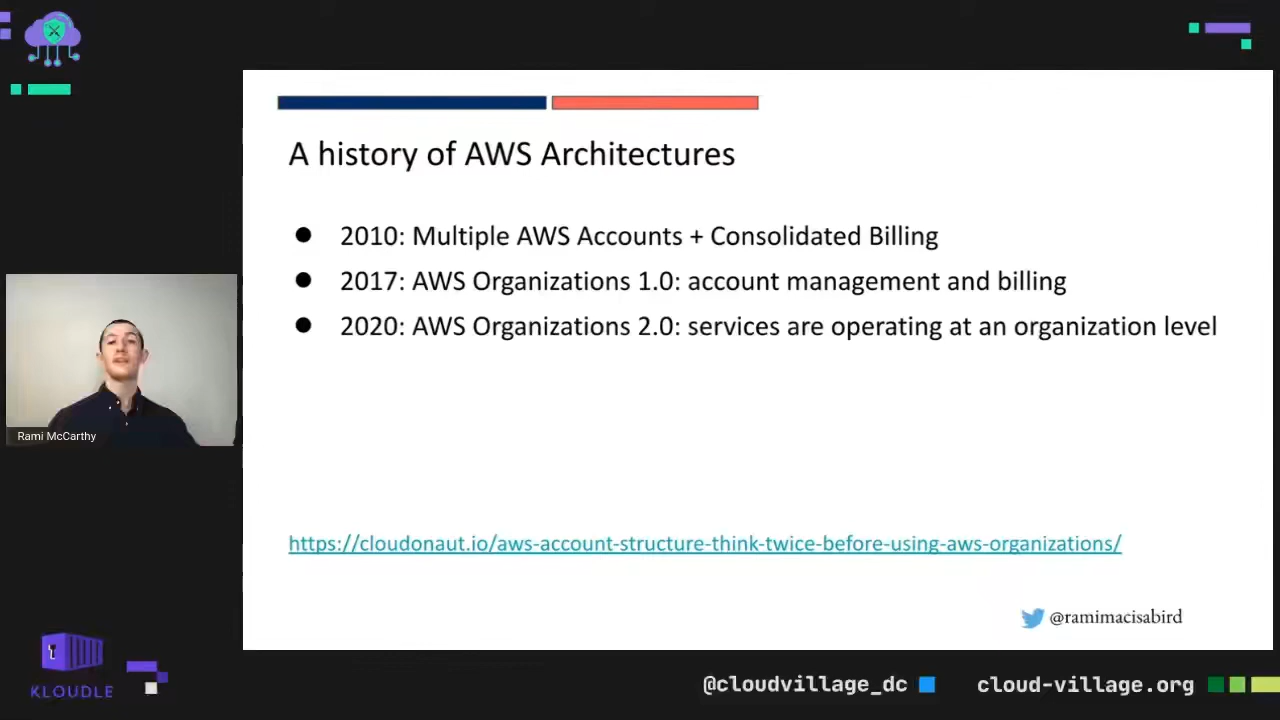 A history of AWS Architectures
● 2010: Multiple AWS Accounts + Consolidated Billing
● 2017: AWS Organizations 1.0: account management and billing
● 2020: AWS Organizations 2.0: services are operating at an organization level
Rami McCarthy
https://cloudonaut.io/aws-account-structure-think-twice-before-using-aws-organizations/
@ramimacisabird
KLOUDLE
@cloudvillage_dc
cloud-village.org